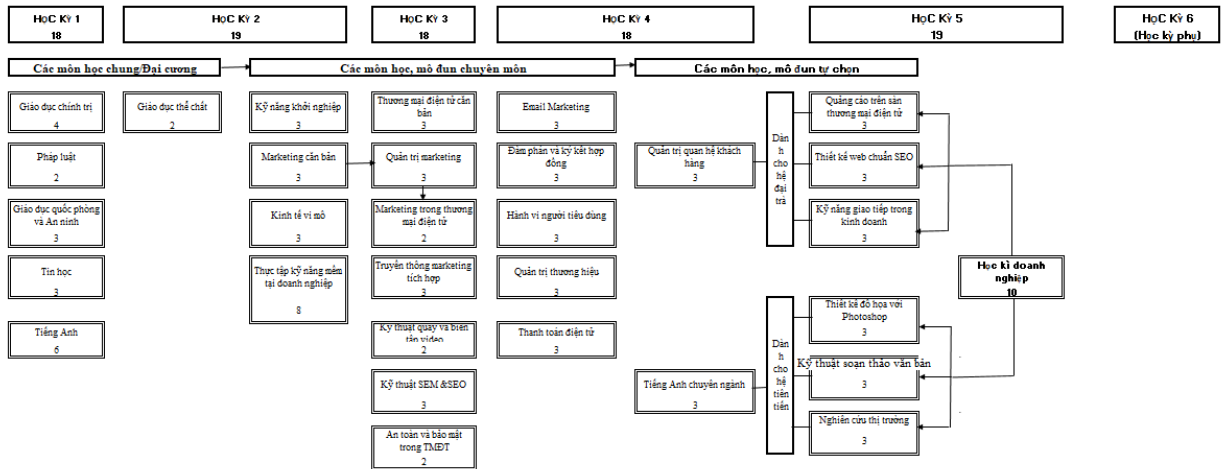 HỌC KỲ 1
18
HỌC KỲ 2
19
HỌC KỲ 3
18
HỌC KỲ 4
18
HỌC KỲ 5
19
HỌC KỲ 6
(Học kỳ phụ)
Các môn học chung/Đại cương
Các môn học, mô đun chuyên môn
Các môn học, mô đun tự chọn
Giáo dục chính trị
4
Pháp luật
2
Giáo dục quốc phòng
và An ninh
3
Tin học
3
Tiếng Anh
6
Giáo dục thể chất
2
Kỹ năng khởi nghiệp
3
Marketing căn bản
3
Kinh tế vi mô
3
Thực tập kỹ năng mềm
tại doanh nghiệp
8
Thương mại điện tử căn
bản
3
Quản trị marketing
3
Marketing trong thương
mại điện tử
2
Truyền thông marketing
tích hợp
3
Kỹ thuật quay và biên
tập video
2
Kỹ thuật SEM &SEO
3
An toàn và bảo mật
trong TMĐT
2
Email Marketing
3
Đàm phán và ký kết hợp
đồng
3
Hành vi người tiêu dùng
3
Quản trị thương hiệu
3
Thanh toán điện tử
3
Quản trị quan hệ khách
hàng
3
Tiếng Anh chuyên ngành
3
Dàn
h
cho
hệ
đại
trà
Dàn
h
cho
hệ
tiên
tiến
Quảng cáo trên sàn
thương mại điện tử
3
Thiết kế web chuẩn SEO
3
Kỹ năng giao tiếp trong
kinh doanh
3
Thiết kế đồ họa với
Photoshop
3
Kỹ thuật soạn thảo văn bản
3
Nghiên cứu thị trường
3
Học kì doanh
nghiệp
10